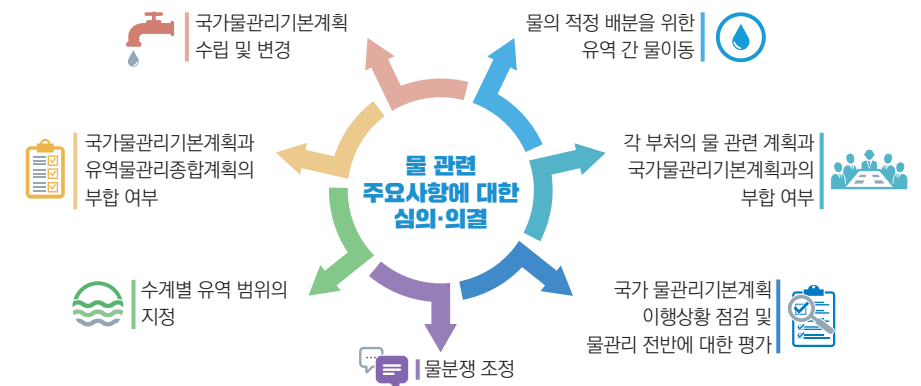 국가물관리기본계획
수립 및 변경
물의 적정 배분을 위한
유역 간 물이동
국가물관리기본계획과
유역물관리종합계획의
부합 여부
물 관련
주요사항에 대한
심의·의결
각 부처의 물 관련 계획과
국가물관리기본계획과의
부합 여부
수계별 유역 범위의
지정
국가 물관리기본계획
이행상황 점검 및
물관리 전반에 대한 평가
물분쟁 조정